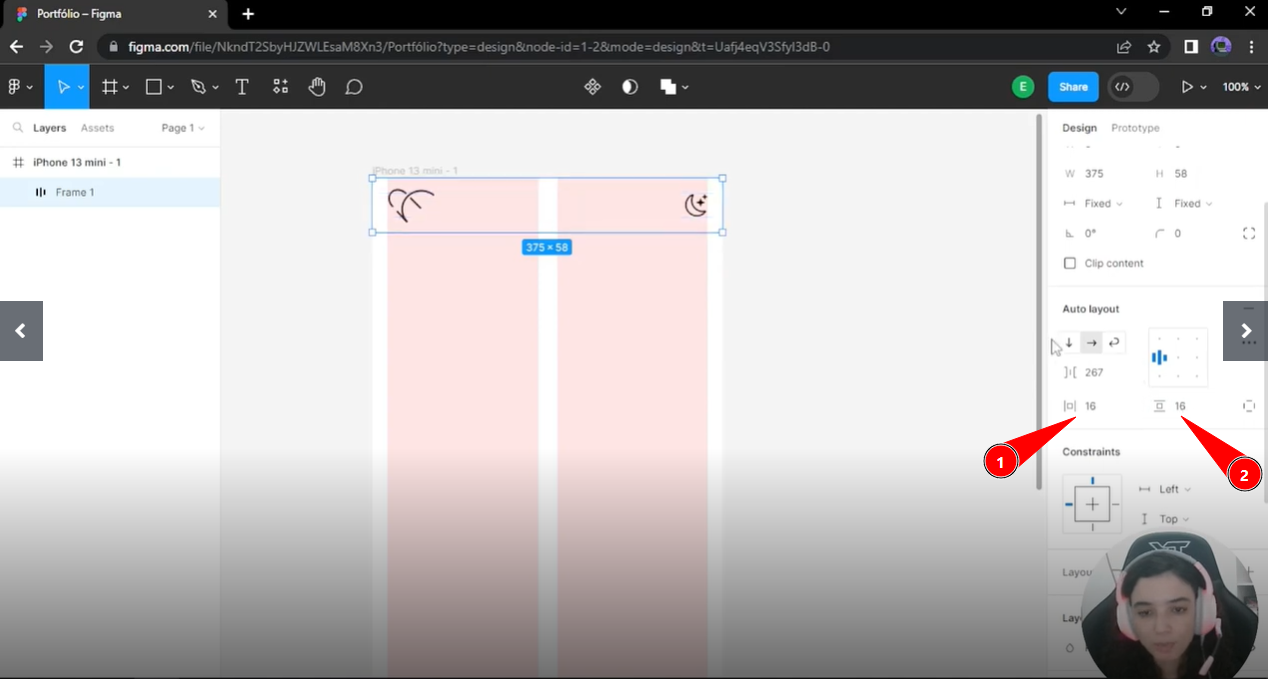 Portfólio – Figma
figma.com/file/NkndT2SbyHJZWLEsaM8Xn3/Portfólio?type=design&node-id=1-2&mode=design&t=Uafj4eqV3SfyI3dB-0
E
Share
100%
Layers
Assets
Page 1
Design
Prototype
iPhone 13 mini - 1
Frame 1
iPhone 13 mini - 1
375 × 58
W 375
H 58
Fixed
Fixed
0°
0
Clip content
Auto layout
267
16
16
1
2
Constraints
Left
Top
Layou
Lay